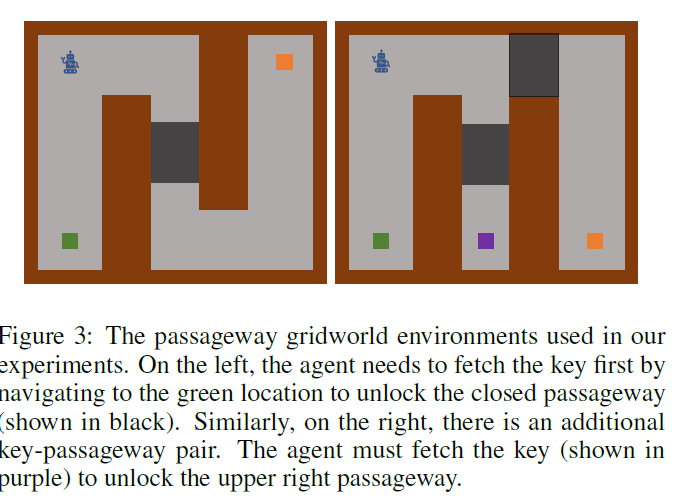 Figure 3: The passageway gridworld environments used in our
experiments. On the left, the agent needs to fetch the key first by
navigating to the green location to unlock the closed passageway
(shown in black). Similarly, on the right, there is an additional
key-passageway pair. The agent must fetch the key (shown in
purple) to unlock the upper right passageway.